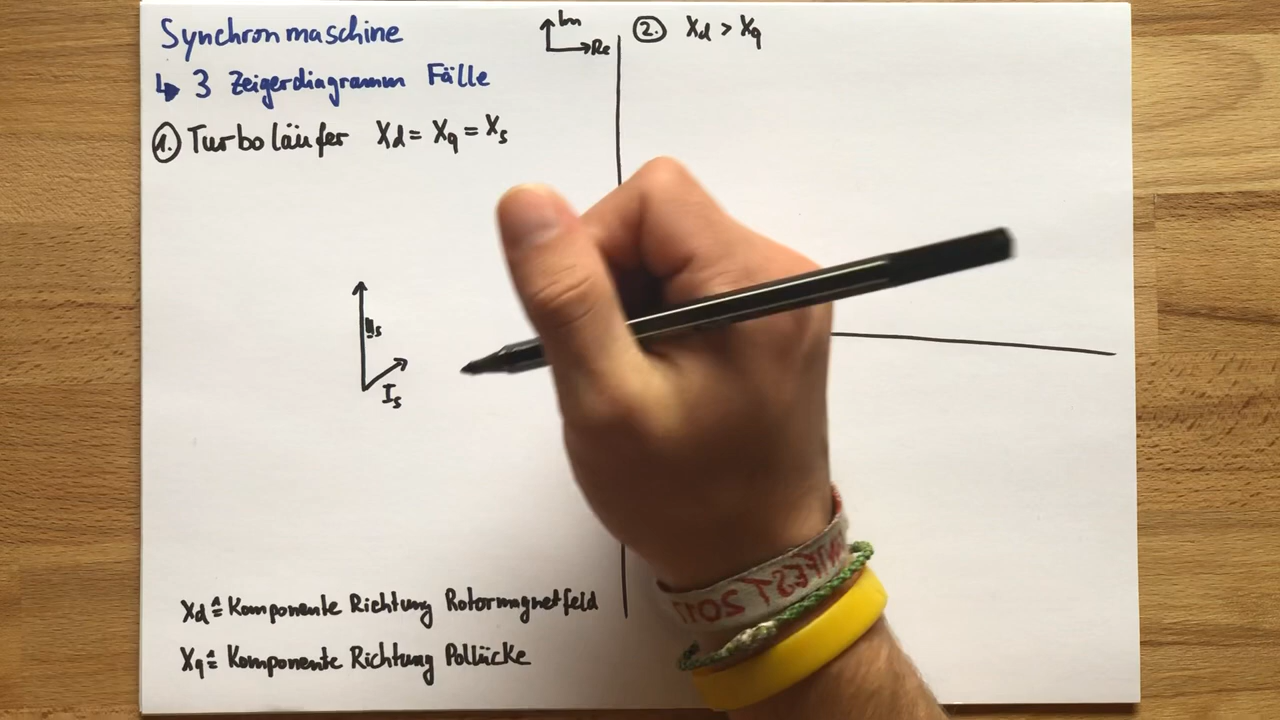 Synchronmaschine
↳ 3 Zeigerdiagramm Fälle
1. Turboläufer Xd = Xq = Xs
Im
Re
2. Xd > Xq
Us
Is
Xd ≙ Komponente Richtung Rotormagnetfeld
Xq ≙ Komponente Richtung Pollücke